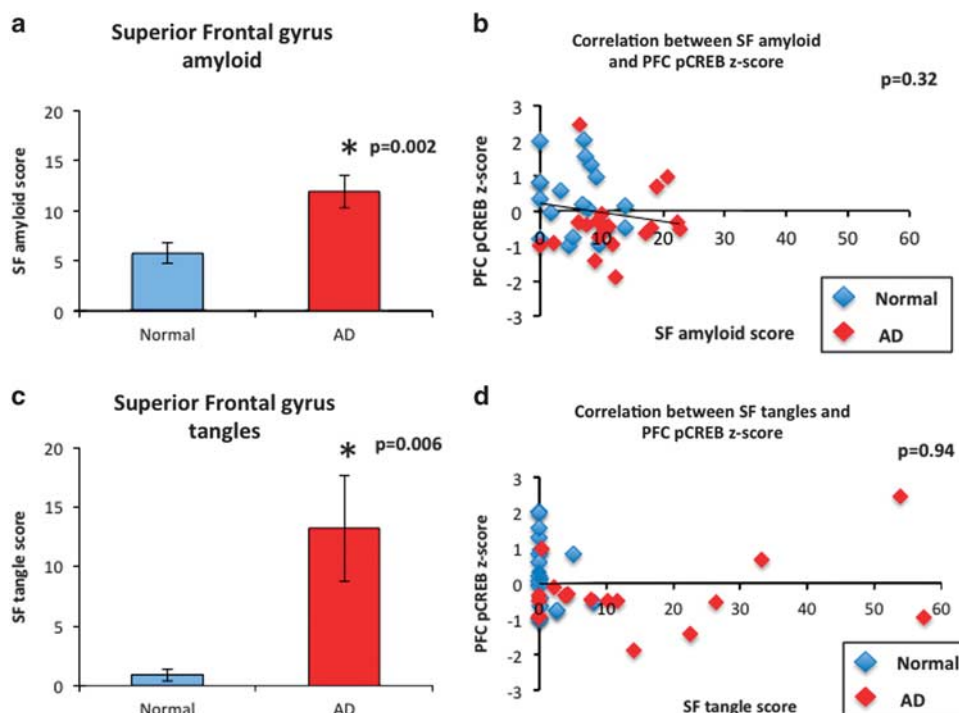 a
Superior Frontal gyrus
amyloid
SF amyloid score
20
15
10
5
0
* p=0.002
Normal
AD
b
Correlation between SF amyloid
and PFC pCREB z-score
p=0.32
PFC pCREB z-score
3
2
1
0
-1
-2
-3
0 10 20 30 40 50 60
SF amyloid score
Normal
AD
c
Superior Frontal gyrus
tangles
SF tangle score
20
15
10
5
0
* p=0.006
Normal
AD
d
Correlation between SF tangles and
PFC pCREB z-score
p=0.94
PFC pCREB z-score
3
2
1
0
-1
-2
-3
0 10 20 30 40 50 60
SF tangle score
Normal
AD